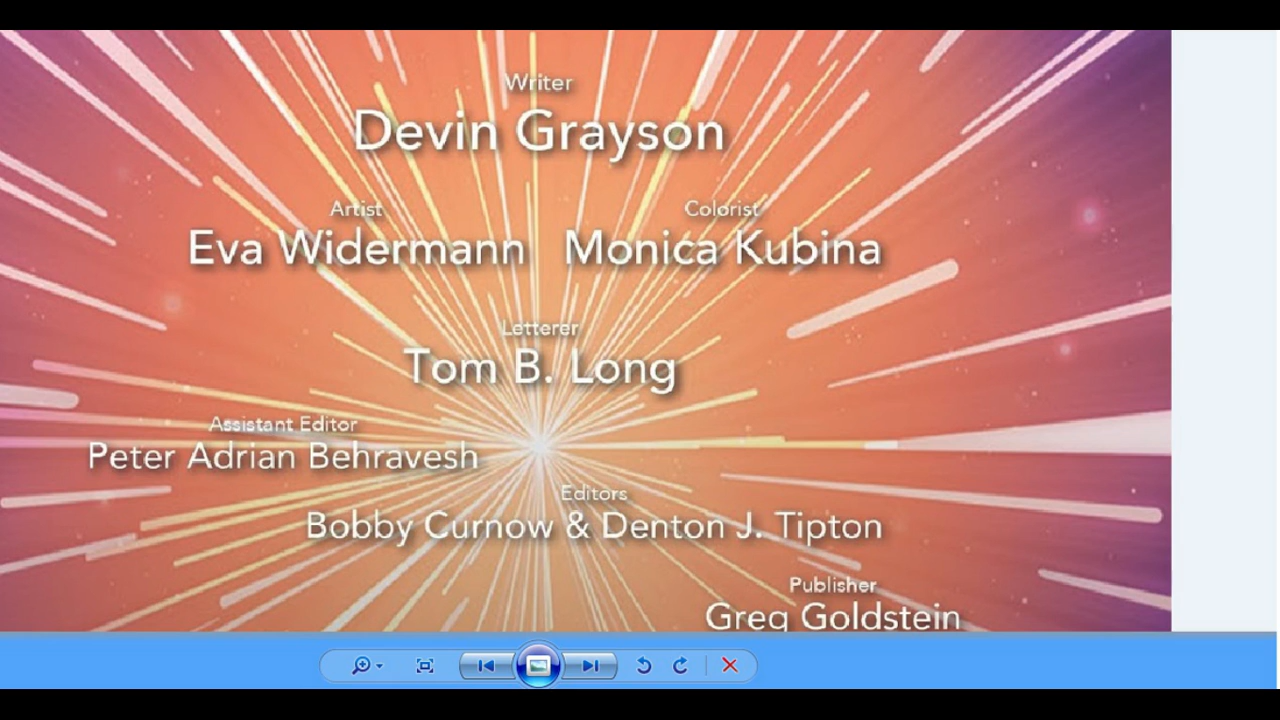 Writer
Devin Grayson
Artist
Eva Widermann
Colorist
Monica Kubina
Letterer
Tom B. Long
Assistant Editor
Peter Adrian Behravesh
Editors
Bobby Curnow & Denton J. Tipton
Publisher
Greg Goldstein